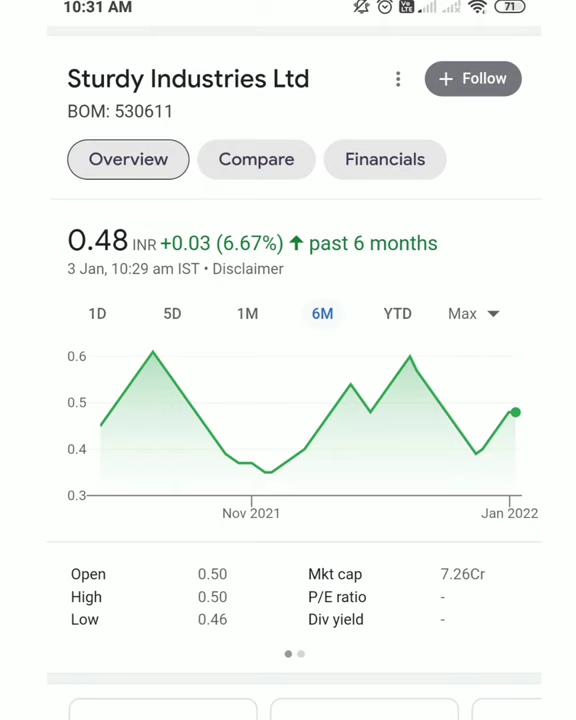 10:31 AM Vo LTE 71
Sturdy Industries Ltd + Follow
BOM: 530611
Overview Compare Financials
0.48 INR +0.03 (6.67%) ↑ past 6 months
3 Jan, 10:29 am IST • Disclaimer
1D 5D 1M 6M YTD Max
0.6
0.5
0.4
0.3
Nov 2021 Jan 2022
Open 0.50 Mkt cap 7.26Cr
High 0.50 P/E ratio -
Low 0.46 Div yield -